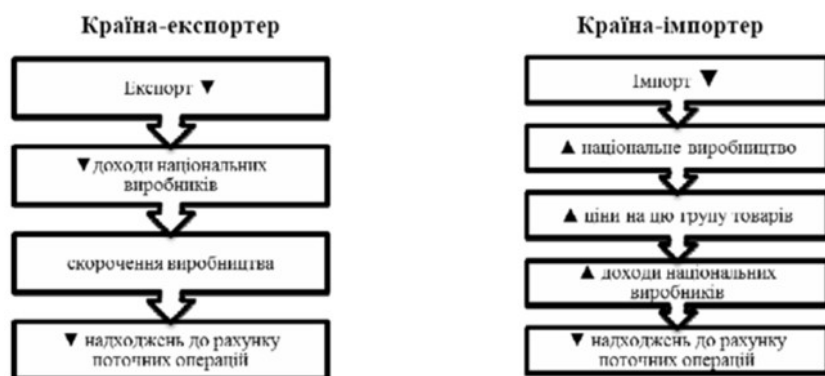 Країна-експортер
Експорт ▼
▼ доходи національних
виробників
скорочення виробництва
▼ надходжень до рахунку
поточних операцій
Країна-імпортер
Імпорт ▼
▲ національне виробництво
▲ ціни на цю групу товарів
▲ доходи національних
виробників
▼ надходжень до рахунку
поточних операцій